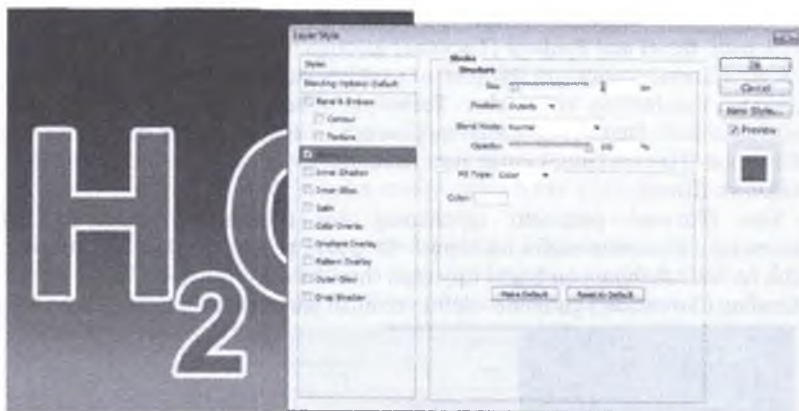 H2O
Layer Style
Styles
Blending Options: Default
Bevel & Emboss
Contour
Texture
Inner Shadow
Inner Glow
Satin
Color Overlay
Gradient Overlay
Pattern Overlay
Outer Glow
Drop Shadow
Stroke
Structure
Size:
px
Position: Outside
Blend Mode: Normal
Opacity: 100 %
Fill Type: Color
Color:
Make Default
Reset to Default
OK
Cancel
New Style...
Preview